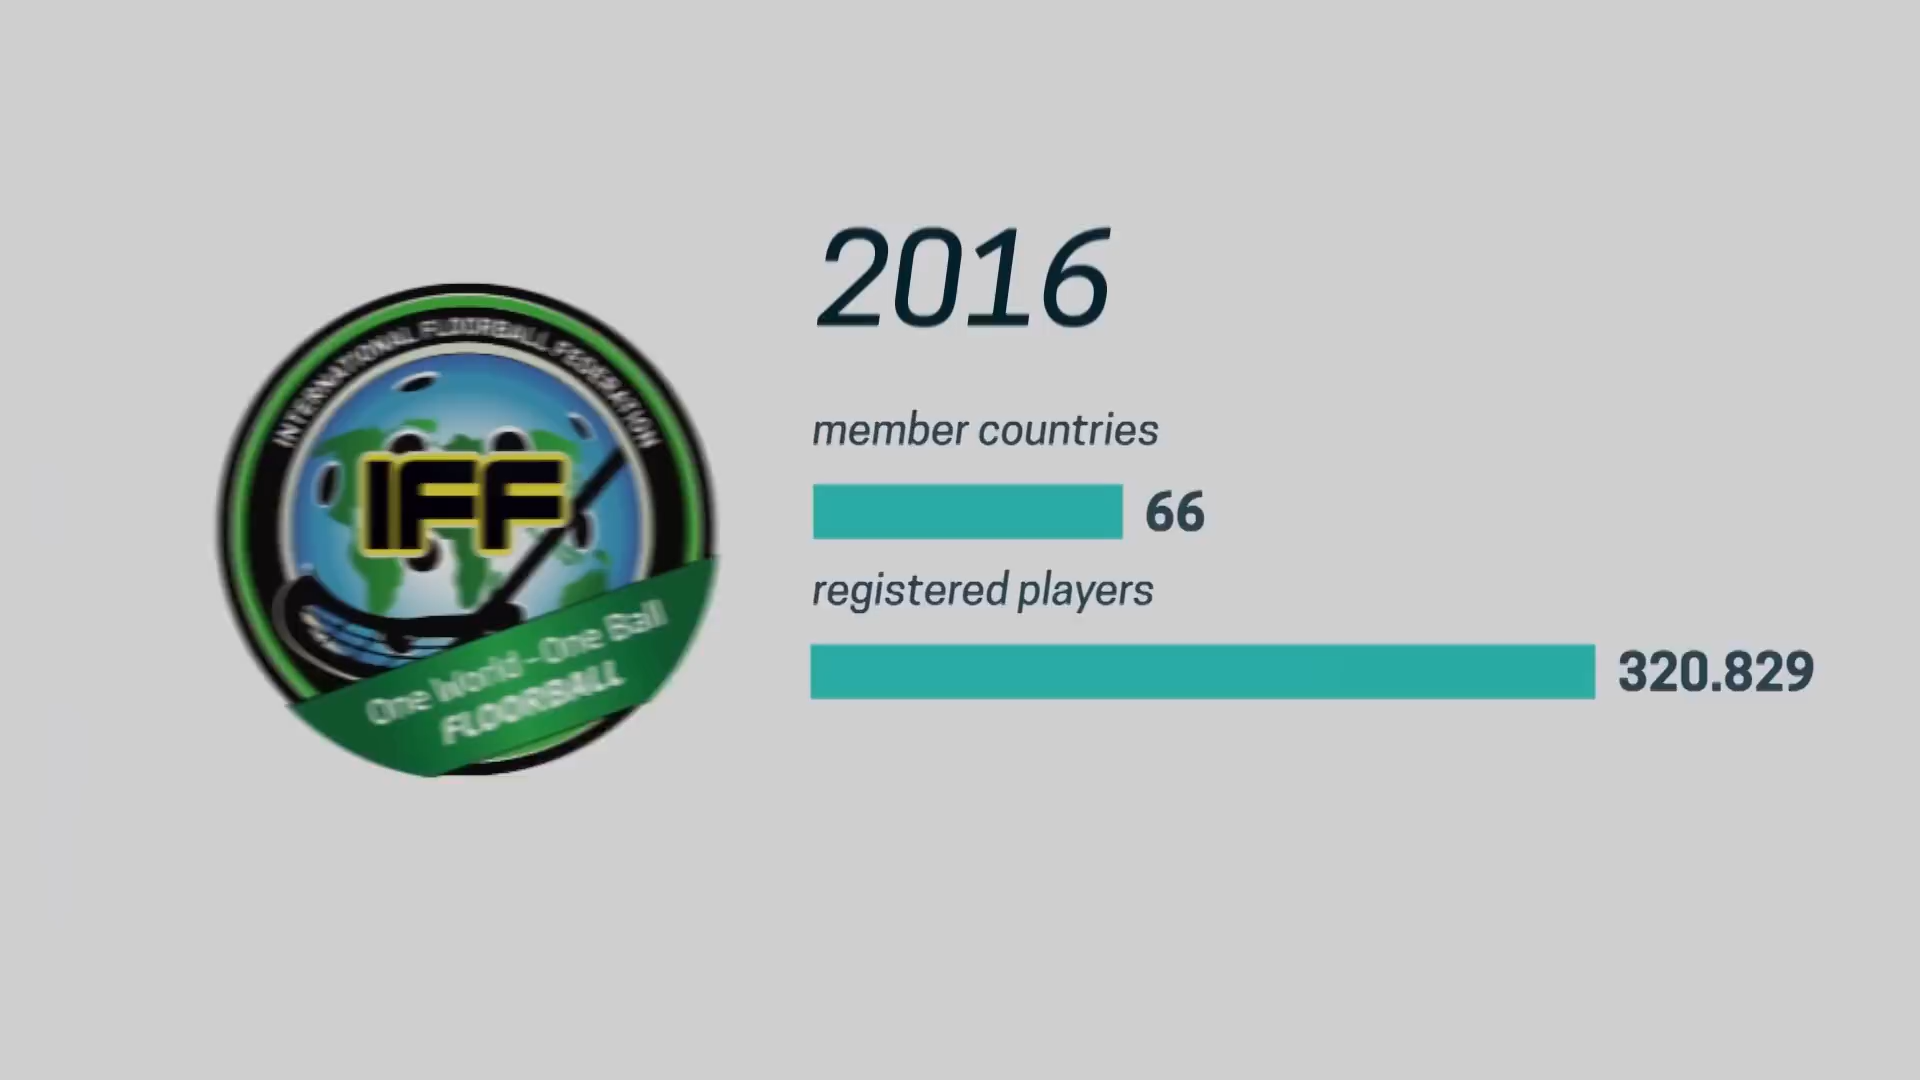 INTERNATIONAL FLOORBALL FEDERATION
IFF
One World - One Ball
FLOORBALL
2016
member countries
66
registered players
320.829